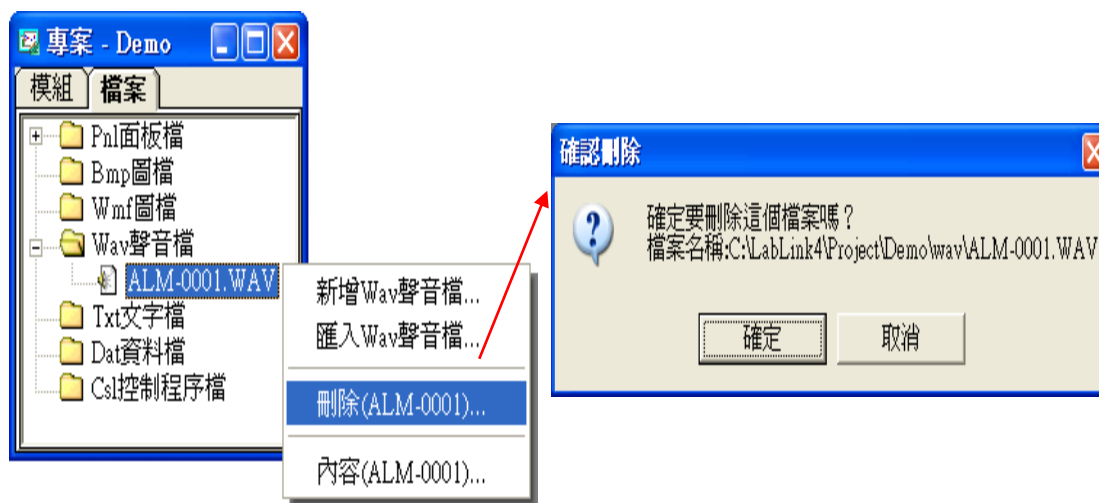 專案 - Demo
模組 檔案
Pnl面板檔
Bmp圖檔
Wmf圖檔
Wav聲音檔
ALM-0001.WAV
Txt文字檔
Dat資料檔
Csl控制程序檔
新增Wav聲音檔...
匯入Wav聲音檔...
刪除(ALM-0001)...
內容(ALM-0001)...
確認刪除
確定要刪除這個檔案嗎？
檔案名稱:C:\LabLink4\Project\Demo\wav\ALM-0001.WAV
確定 取消